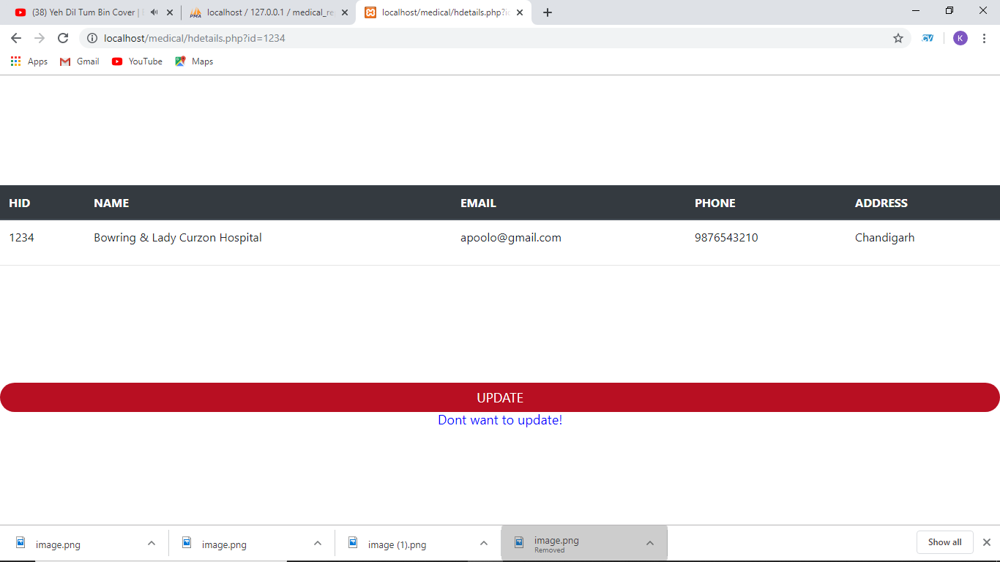 (38) Yeh Dil Tum Bin Cover |
localhost / 127.0.0.1 / medical_re
localhost/medical/hdetails.php?i
localhost/medical/hdetails.php?id=1234
CV
K
Apps
Gmail
YouTube
Maps
HID NAME EMAIL PHONE ADDRESS
1234 Bowring & Lady Curzon Hospital apoolo@gmail.com 9876543210 Chandigarh
UPDATE
Dont want to update!
image.png
image.png
image (1).png
image.png
Removed
Show all